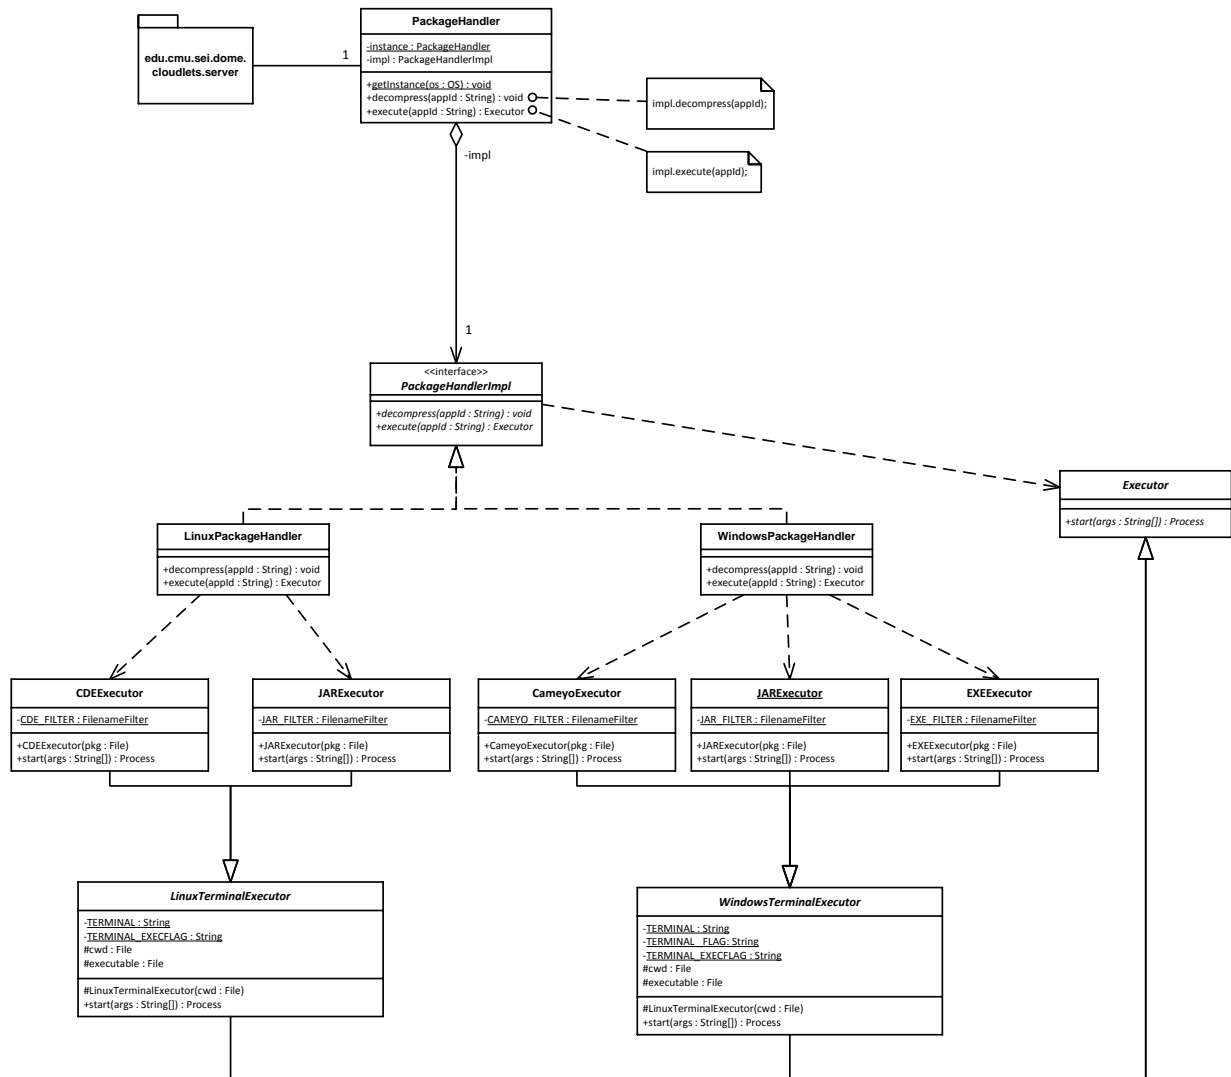 PackageHandler
-instance : PackageHandler
-impl : PackageHandlerImpl
+getInstance(os : OS) : void
+decompress(appId : String) : void
+execute(appId : String) : Executor
edu.cmu.sei.dome.
cloudlets.server
1
impl.decompress(appId);
impl.execute(appId);
-impl
1
<<interface>>
PackageHandlerImpl
+decompress(appId : String) : void
+execute(appId : String) : Executor
Executor
+start(args : String[]) : Process
LinuxPackageHandler
+decompress(appId : String) : void
+execute(appId : String) : Executor
WindowsPackageHandler
+decompress(appId : String) : void
+execute(appId : String) : Executor
CDEExecutor
-CDE_FILTER : FilenameFilter
+CDEExecutor(pkg : File)
+start(args : String[]) : Process
JARExecutor
-JAR_FILTER : FilenameFilter
+JARExecutor(pkg : File)
+start(args : String[]) : Process
CameyoExecutor
-CAMEYO_FILTER : FilenameFilter
+CameyoExecutor(pkg : File)
+start(args : String[]) : Process
JARExecutor
-JAR_FILTER : FilenameFilter
+JARExecutor(pkg : File)
+start(args : String[]) : Process
EXEExecutor
-EXE_FILTER : FilenameFilter
+EXEExecutor(pkg : File)
+start(args : String[]) : Process
LinuxTerminalExecutor
-TERMINAL : String
-TERMINAL_EXECFLAG : String
#cwd : File
#executable : File
#LinuxTerminalExecutor(cwd : File)
+start(args : String[]) : Process
WindowsTerminalExecutor
-TERMINAL : String
-TERMINAL_FLAG: String
-TERMINAL_EXECFLAG : String
#cwd : File
#executable : File
#LinuxTerminalExecutor(cwd : File)
+start(args : String[]) : Process